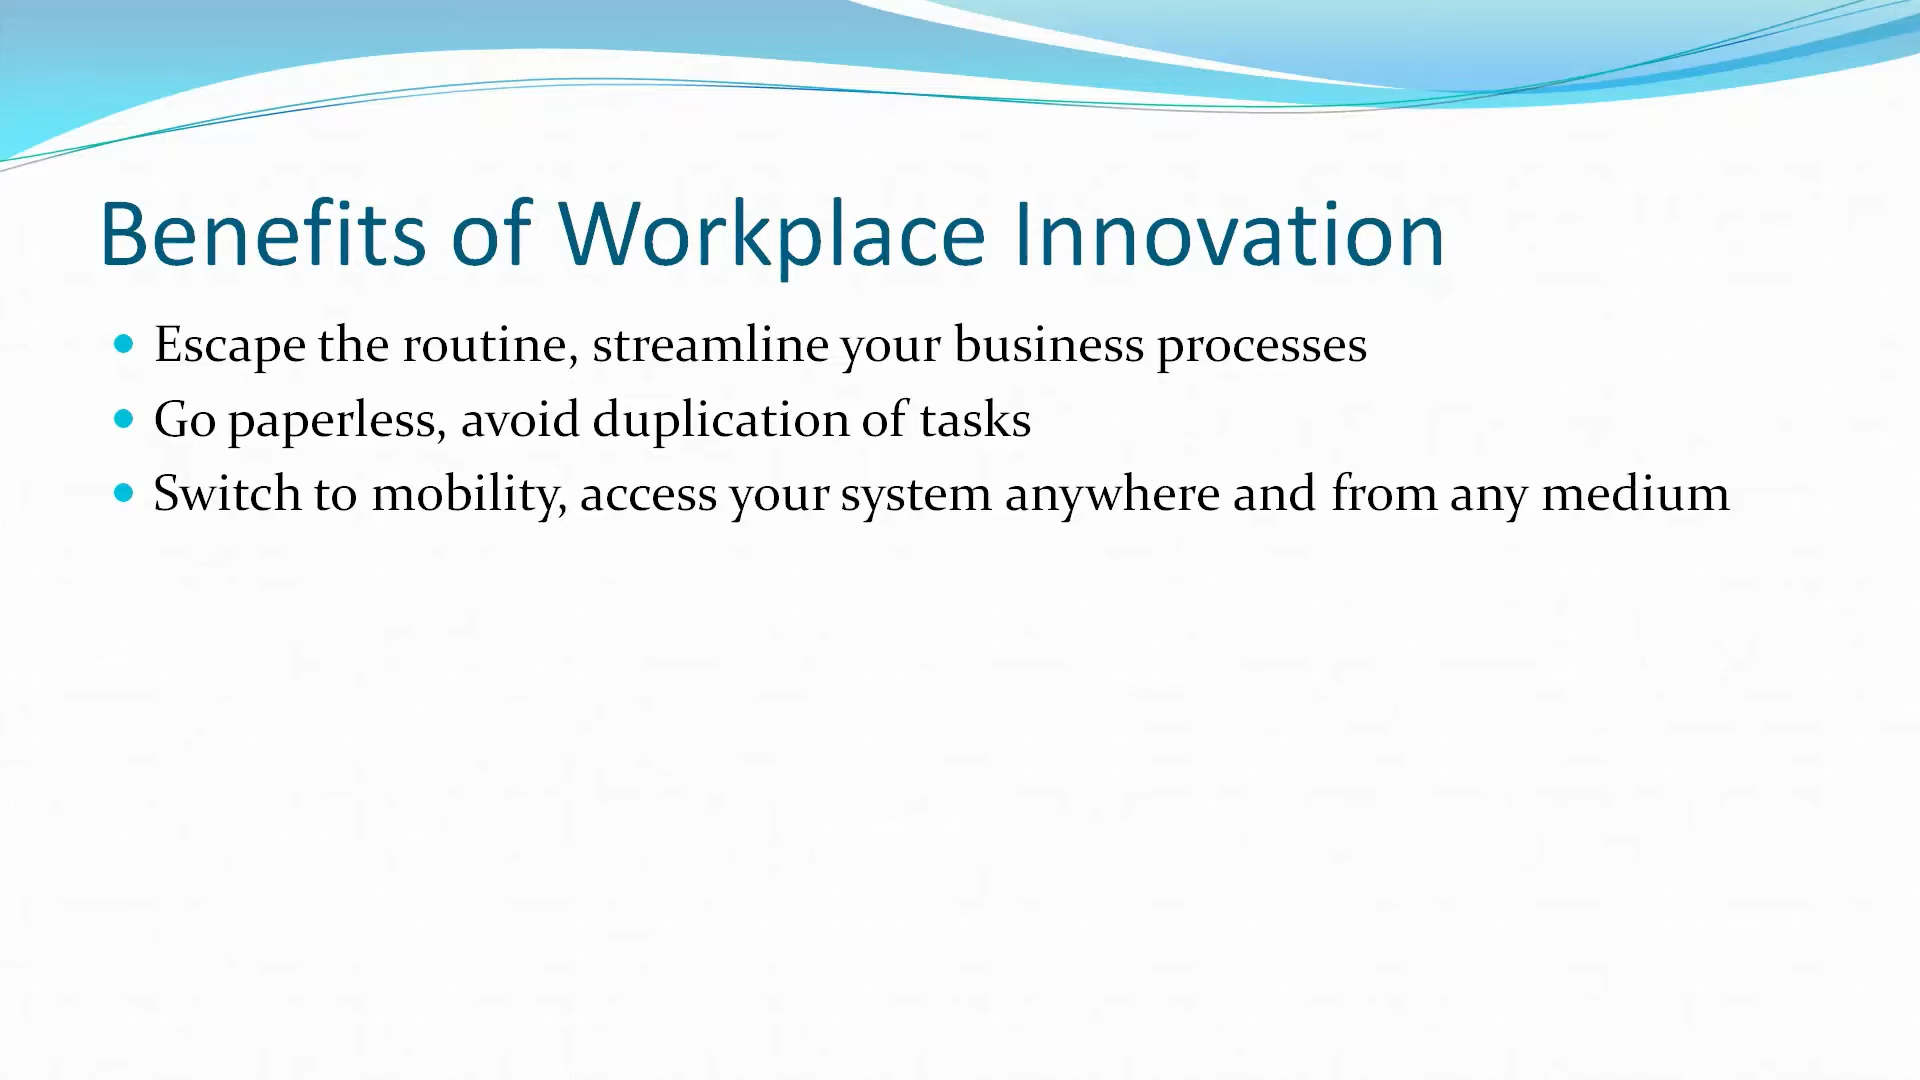 Benefits of Workplace Innovation
Escape the routine, streamline your business processes
Go paperless, avoid duplication of tasks
Switch to mobility, access your system anywhere and from any medium